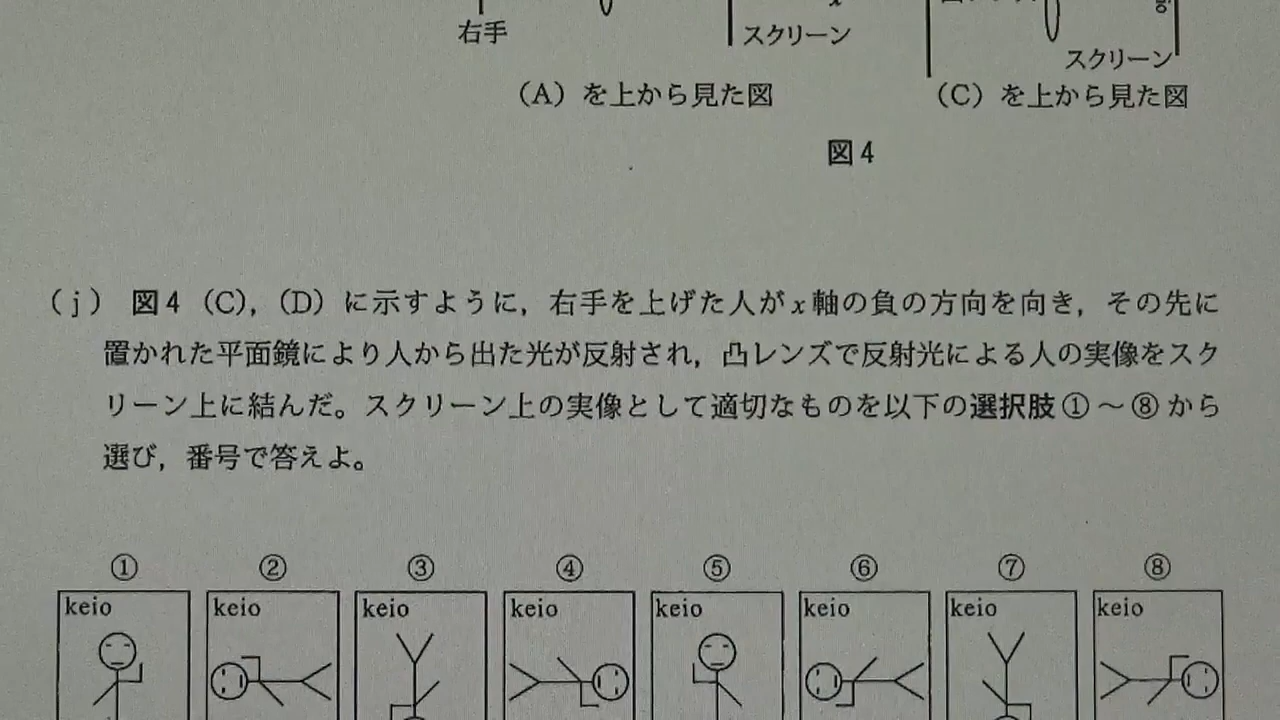 右手
スクリーン
スクリーン
(A)を上から見た図
(C)を上から見た図
図4
(j) 図4(C),(D)に示すように,右手を上げた人がx軸の負の方向を向き,その先に
置かれた平面鏡により人から出た光が反射され,凸レンズで反射光による人の実像をスク
リーン上に結んだ。スクリーン上の実像として適切なものを以下の選択肢①~⑧から
選び,番号で答えよ。
① ② ③ ④ ⑤ ⑥ ⑦ ⑧
keio keio keio keio keio keio keio keio